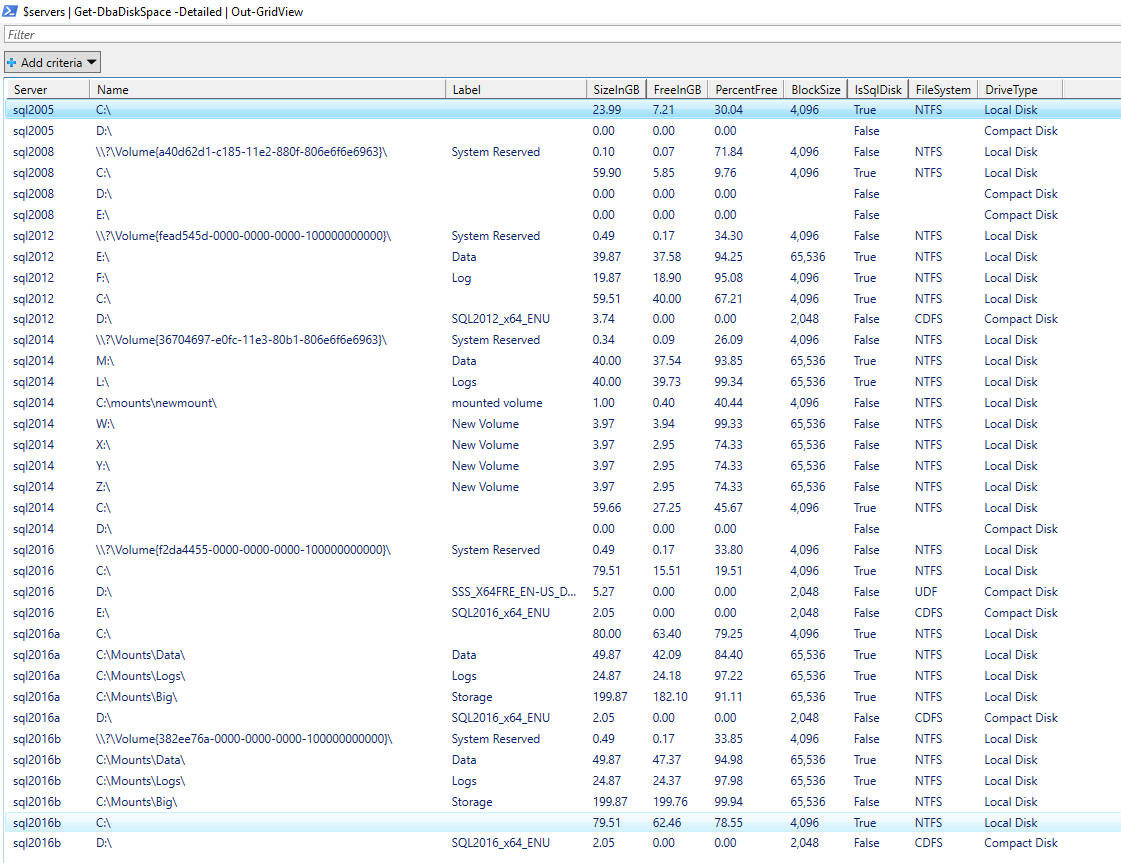 $servers | Get-DbaDiskSpace -Detailed | Out-GridView
Filter
Add criteria
Server Name Label SizeInGB FreeInGB PercentFree BlockSize IsSqlDisk FileSystem DriveType
sql2005 C:\ 23.99 7.21 30.04 4,096 True NTFS Local Disk
sql2005 D:\ 0.00 0.00 0.00 False Compact Disk
sql2008 \\?\Volume{a40d62d1-c185-11e2-880f-806e6f6e6963}\ System Reserved 0.10 0.07 71.84 4,096 False NTFS Local Disk
sql2008 C:\ 59.90 5.85 9.76 4,096 True NTFS Local Disk
sql2008 D:\ 0.00 0.00 0.00 False Compact Disk
sql2008 E:\ 0.00 0.00 0.00 False Compact Disk
sql2012 \\?\Volume{fead545d-0000-0000-0000-100000000000}\ System Reserved 0.49 0.17 34.30 4,096 False NTFS Local Disk
sql2012 E:\ Data 39.87 37.58 94.25 65,536 True NTFS Local Disk
sql2012 F:\ Log 19.87 18.90 95.08 4,096 True NTFS Local Disk
sql2012 C:\ 59.51 40.00 67.21 4,096 True NTFS Local Disk
sql2012 D:\ SQL2012_x64_ENU 3.74 0.00 0.00 2,048 False CDFS Compact Disk
sql2014 \\?\Volume{36704697-e0fc-11e3-80b1-806e6f6e6963}\ System Reserved 0.34 0.09 26.09 4,096 False NTFS Local Disk
sql2014 M:\ Data 40.00 37.54 93.85 65,536 True NTFS Local Disk
sql2014 L:\ Logs 40.00 39.73 99.34 65,536 True NTFS Local Disk
sql2014 C:\mounts\newmount\ mounted volume 1.00 0.40 40.44 4,096 False NTFS Local Disk
sql2014 W:\ New Volume 3.97 3.94 99.33 65,536 False NTFS Local Disk
sql2014 X:\ New Volume 3.97 2.95 74.33 65,536 False NTFS Local Disk
sql2014 Y:\ New Volume 3.97 2.95 74.33 65,536 False NTFS Local Disk
sql2014 Z:\ New Volume 3.97 2.95 74.33 65,536 False NTFS Local Disk
sql2014 C:\ 59.66 27.25 45.67 4,096 True NTFS Local Disk
sql2014 D:\ 0.00 0.00 0.00 False Compact Disk
sql2016 \\?\Volume{f2da4455-0000-0000-0000-100000000000}\ System Reserved 0.49 0.17 33.80 4,096 False NTFS Local Disk
sql2016 C:\ 79.51 15.51 19.51 4,096 True NTFS Local Disk
sql2016 D:\ SSS_X64FRE_EN-US_D... 5.27 0.00 0.00 2,048 False UDF Compact Disk
sql2016 E:\ SQL2016_x64_ENU 2.05 0.00 0.00 2,048 False CDFS Compact Disk
sql2016a C:\ 80.00 63.40 79.25 4,096 True NTFS Local Disk
sql2016a C:\Mounts\Data\ Data 49.87 42.09 84.40 65,536 True NTFS Local Disk
sql2016a C:\Mounts\Logs\ Logs 24.87 24.18 97.22 65,536 True NTFS Local Disk
sql2016a C:\Mounts\Big\ Storage 199.87 182.10 91.11 65,536 True NTFS Local Disk
sql2016a D:\ SQL2016_x64_ENU 2.05 0.00 0.00 2,048 False CDFS Compact Disk
sql2016b \\?\Volume{382ee76a-0000-0000-0000-100000000000}\ System Reserved 0.49 0.17 33.85 4,096 False NTFS Local Disk
sql2016b C:\Mounts\Data\ Data 49.87 47.37 94.98 65,536 True NTFS Local Disk
sql2016b C:\Mounts\Logs\ Logs 24.87 24.37 97.98 65,536 True NTFS Local Disk
sql2016b C:\Mounts\Big\ Storage 199.87 199.76 99.94 65,536 False NTFS Local Disk
sql2016b C:\ 79.51 62.46 78.55 4,096 True NTFS Local Disk
sql2016b D:\ SQL2016_x64_ENU 2.05 0.00 0.00 2,048 False CDFS Compact Disk